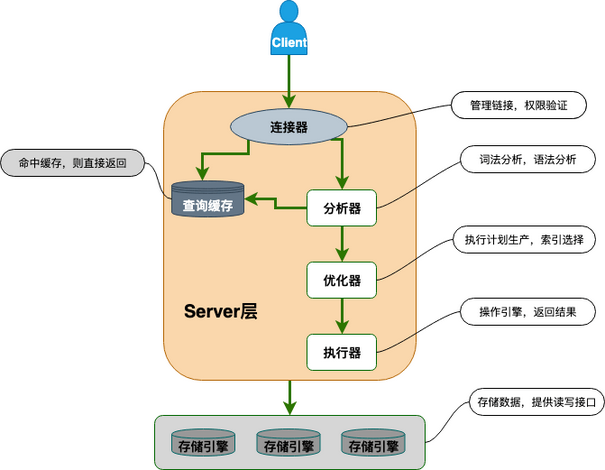 Client
连接器
管理链接，权限验证
命中缓存，则直接返回
词法分析，语法分析
查询缓存
分析器
执行计划生产，索引选择
优化器
Server层
操作引擎，返回结果
执行器
存储数据，提供读写接口
存储引擎
存储引擎
存储引擎